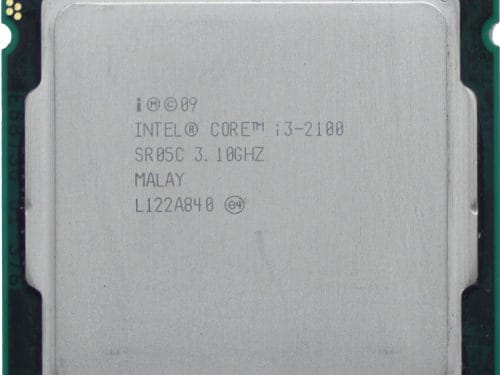 i Ⓜ©09
INTEL® CORE™ i3-2100
SR05C 3.10GHZ
MALAY
L122A840 e4